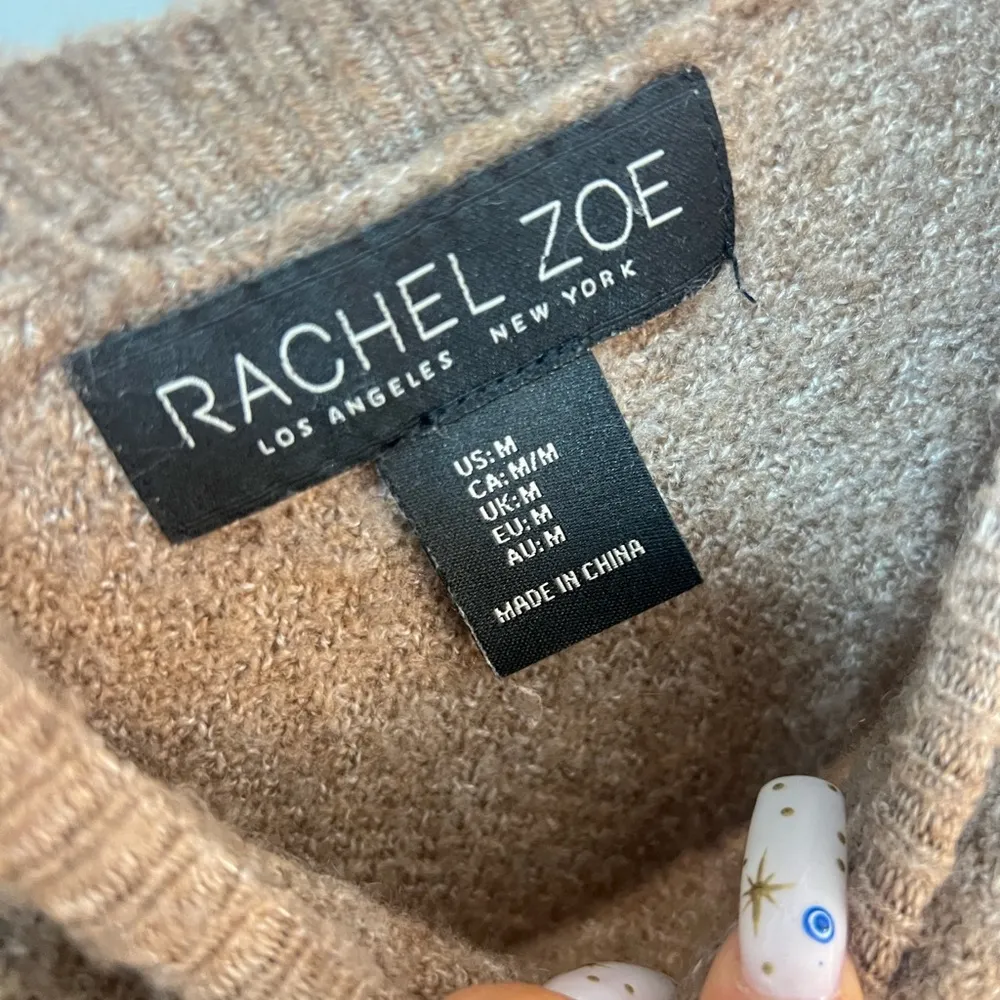 RACHEL ZOE
LOS ANGELES NEW YORK
US: M
CA: M/M
UK: M
EU: M
AU: M
MADE IN CHINA